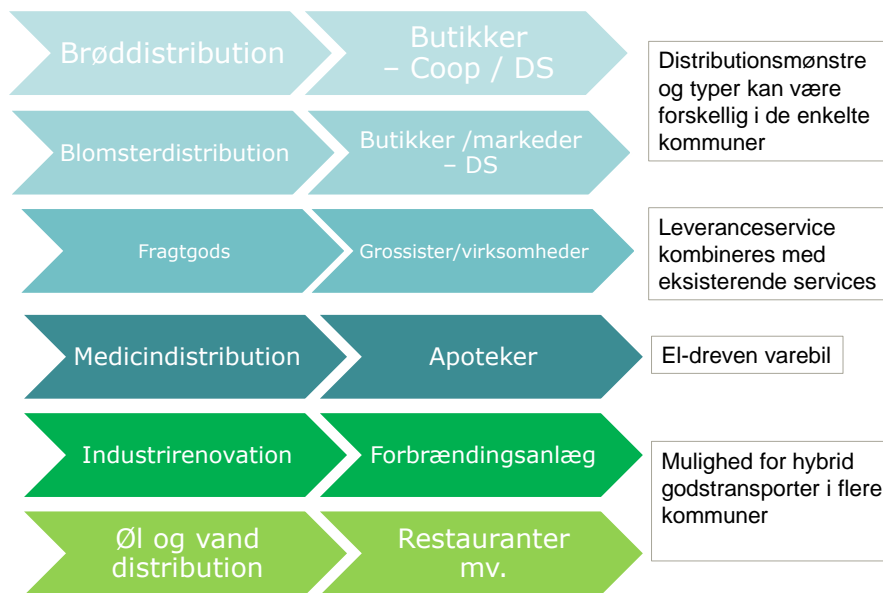 Brøddistribution
Butikker
– Coop / DS
Distributionsmønstre
og typer kan være
forskellig i de enkelte
kommuner
Blomsterdistribution
Butikker /markeder
– DS
Fragtgods
Grossister/virksomheder
Leveranceservice
kombineres med
eksisterende services
Medicindistribution
Apoteker
El-dreven varebil
Industrirenovation
Forbrændingsanlæg
Mulighed for hybrid
godstransporter i flere
kommuner
Øl og vand
distribution
Restauranter
mv.